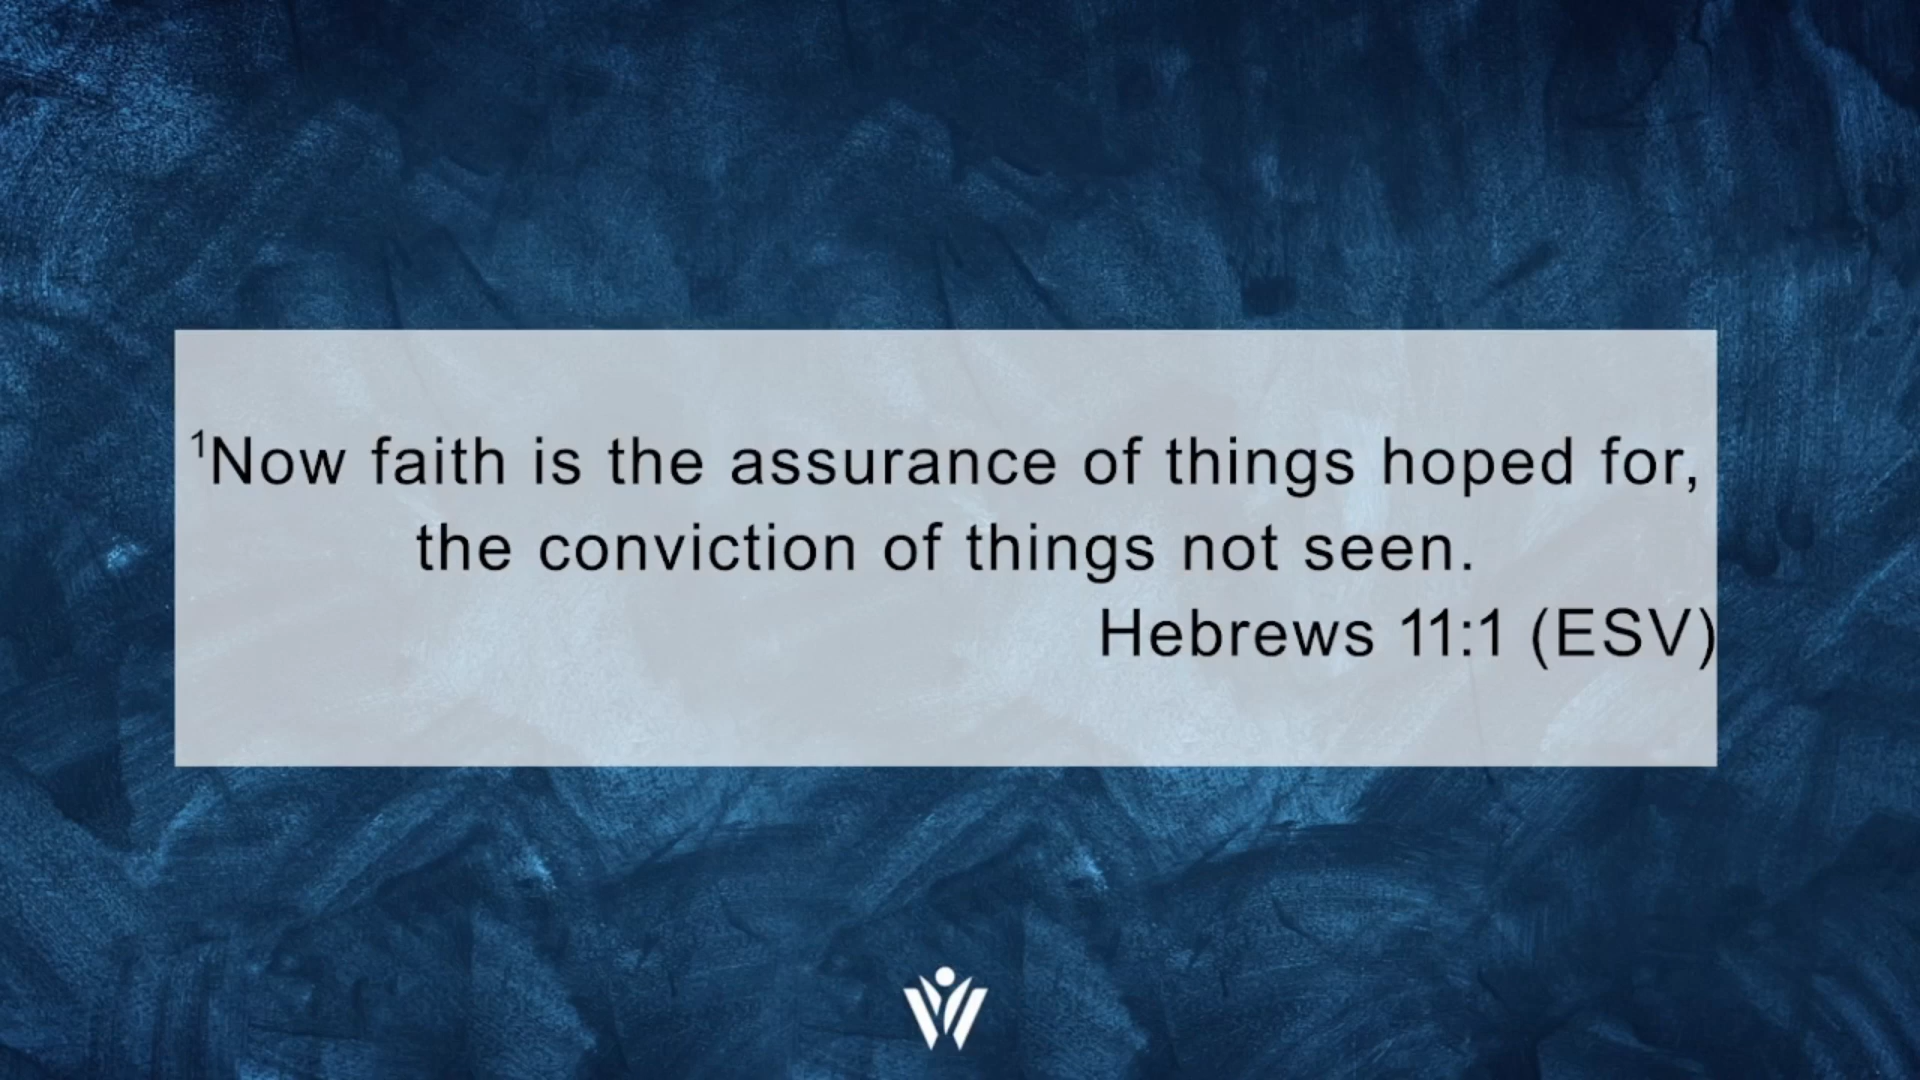 ¹Now faith is the assurance of things hoped for,
the conviction of things not seen.
Hebrews 11:1 (ESV)